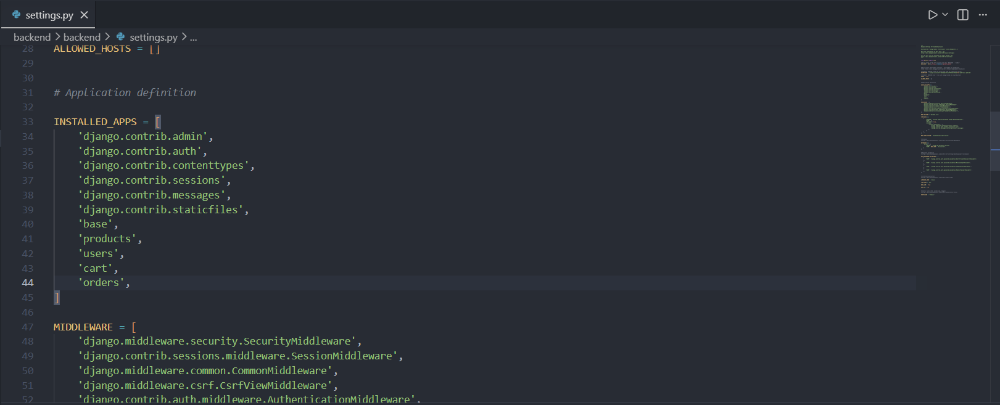 settings.py
backend > backend > settings.py > ...
28 ALLOWED_HOSTS = []
29
30
31 # Application definition
32
33 INSTALLED_APPS = [
34     'django.contrib.admin',
35     'django.contrib.auth',
36     'django.contrib.contenttypes',
37     'django.contrib.sessions',
38     'django.contrib.messages',
39     'django.contrib.staticfiles',
40     'base',
41     'products',
42     'users',
43     'cart',
44     'orders',
45 ]
46
47 MIDDLEWARE = [
48     'django.middleware.security.SecurityMiddleware',
49     'django.contrib.sessions.middleware.SessionMiddleware',
50     'django.middleware.common.CommonMiddleware',
51     'django.middleware.csrf.CsrfViewMiddleware',
52     'django.contrib.auth.middleware.AuthenticationMiddleware',